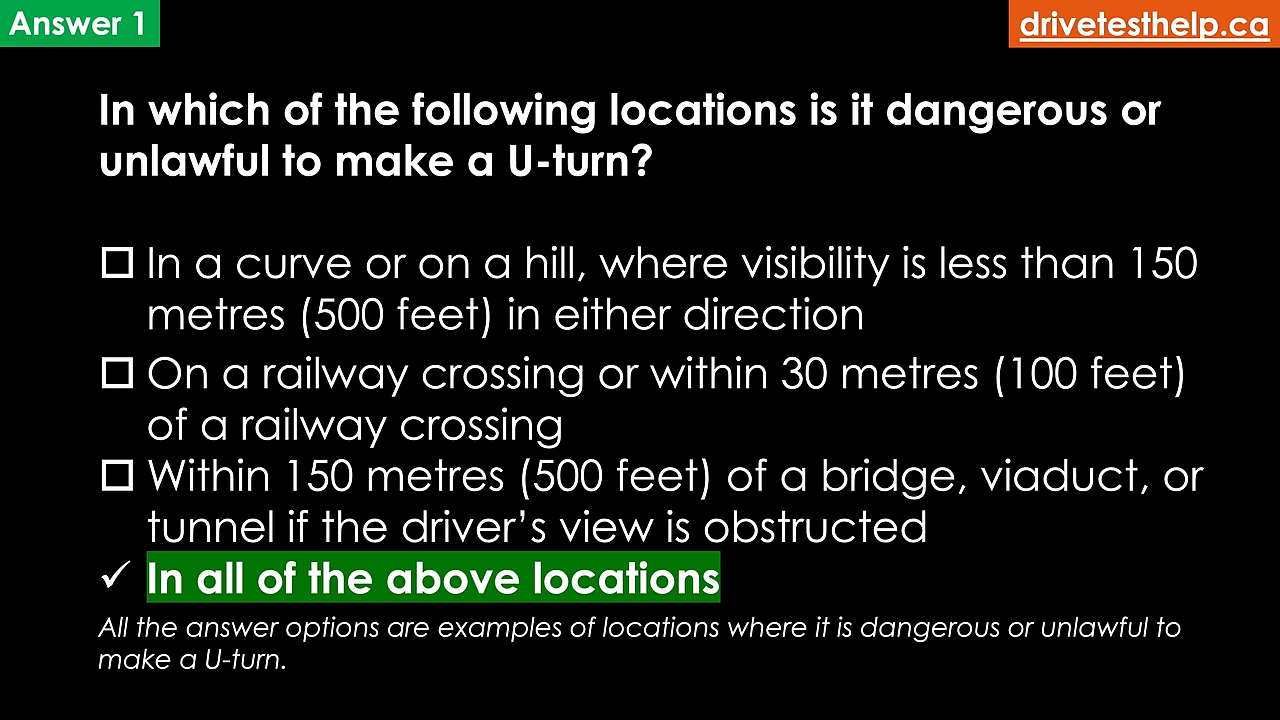 Answer 1
drivetesthelp.ca
In which of the following locations is it dangerous or
unlawful to make a U-turn?
In a curve or on a hill, where visibility is less than 150
metres (500 feet) in either direction
On a railway crossing or within 30 metres (100 feet)
of a railway crossing
Within 150 metres (500 feet) of a bridge, viaduct, or
tunnel if the driver’s view is obstructed
In all of the above locations
All the answer options are examples of locations where it is dangerous or unlawful to
make a U-turn.